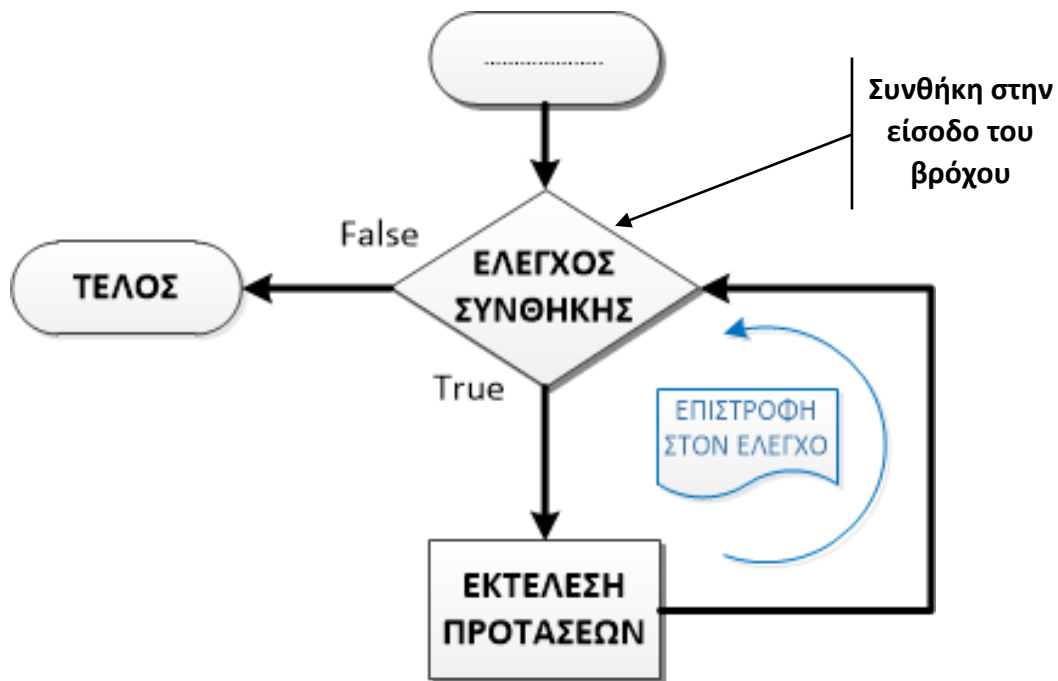 ....................
Συνθήκη στην
είσοδο του
βρόχου
False
ΤΕΛΟΣ
ΕΛΕΓΧΟΣ
ΣΥΝΘΗΚΗΣ
True
ΕΠΙΣΤΡΟΦΗ
ΣΤΟΝ ΕΛΕΓΧΟ
ΕΚΤΕΛΕΣΗ
ΠΡΟΤΑΣΕΩΝ